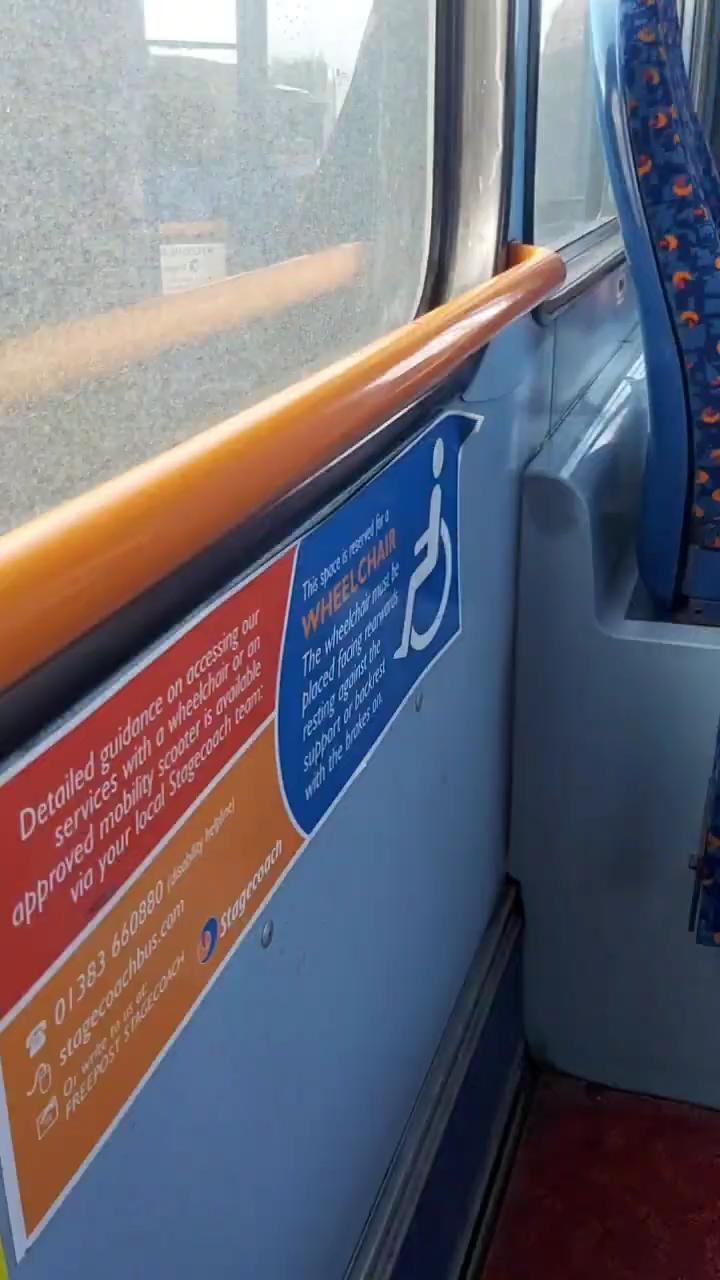 Detailed guidance on accessing our
services with a wheelchair or an
approved mobility scooter is available
via your local Stagecoach team:
01383 660880 (disability helpline)
stagecoachbus.com
Or write to us at:
FREEPOST STAGECOACH
Stagecoach
This space is reserved for a
WHEELCHAIR
The wheelchair must be
placed facing rearwards
resting against the
support or backrest
with the brakes on.